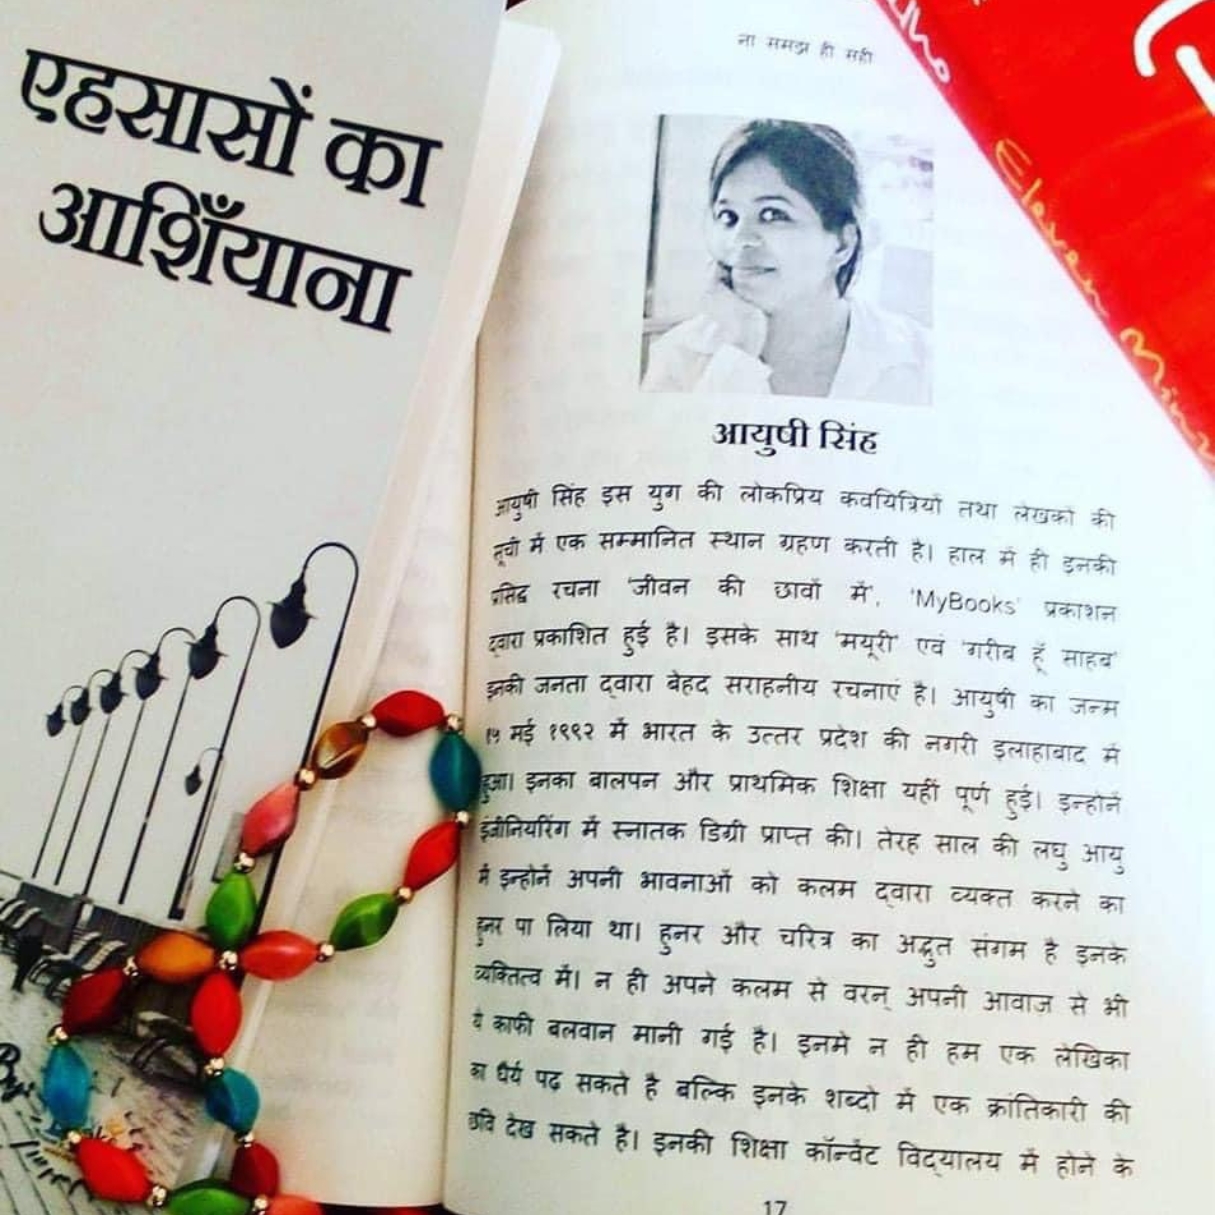 एहसासों का
आशिँयाना
ना समझ ही सही
आयुषी सिंह
आयुषी सिंह इस युग की लोकप्रिय कवयित्रियों तथा लेखकों की
सूची में एक सम्मानित स्थान ग्रहण करती है। हाल में ही इनकी
प्रसिद्ध रचना 'जीवन की छावों में', 'MyBooks' प्रकाशन
द्वारा प्रकाशित हुई है। इसके साथ 'मयूरी' एवं 'गरीब हूँ साहब'
इनकी जनता द्वारा बेहद सराहनीय रचनाएं है। आयुषी का जन्म
१५ मई १९९२ में भारत के उत्तर प्रदेश की नगरी इलाहाबाद में
हुआ। इनका बालपन और प्राथमिक शिक्षा यहीं पूर्ण हुई। इन्होनें
इंजीनियरिंग में स्नातक डिग्री प्राप्त की। तेरह साल की लघु आयु
में इन्होनें अपनी भावनाओं को कलम द्वारा व्यक्त करने का
हुनर पा लिया था। हुनर और चरित्र का अद्भुत संगम है इनके
व्यक्तित्व में। न ही अपने कलम से वरन् अपनी आवाज़ से भी
ये काफी बलवान मानी गई है। इनमे न ही हम एक लेखिका
का धैर्य पढ़ सकते है बल्कि इनके शब्दो में एक क्रांतिकारी की
छवि देख सकते है। इनकी शिक्षा कॉन्वेंट विद्यालय में होने के
17
Eleven Min